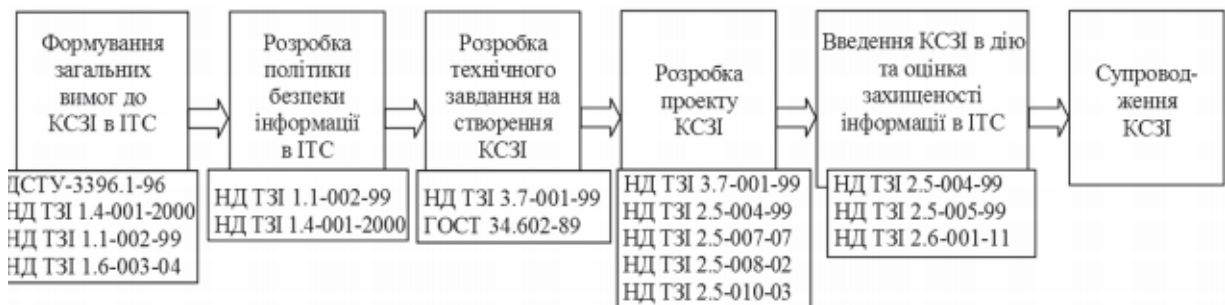 Формування
загальних
вимог до
КСЗІ в ІТС
ДСТУ-3396.1-96
НД ТЗІ 1.4-001-2000
НД ТЗІ 1.1-002-99
НД ТЗІ 1.6-003-04
Розробка
політики
безпеки
інформації
в ІТС
НД ТЗІ 1.1-002-99
НД ТЗІ 1.4-001-2000
Розробка
технічного
завдання на
створення
КСЗІ
НД ТЗІ 3.7-001-99
ГОСТ 34.602-89
Розробка
проекту
КСЗІ
НД ТЗІ 3.7-001-99
НД ТЗІ 2.5-004-99
НД ТЗІ 2.5-007-07
НД ТЗІ 2.5-008-02
НД ТЗІ 2.5-010-03
Введення КСЗІ в дію
та оцінка
захищеності
інформації в ІТС
НД ТЗІ 2.5-004-99
НД ТЗІ 2.5-005-99
НД ТЗІ 2.6-001-11
Супровод-
ження
КСЗІ